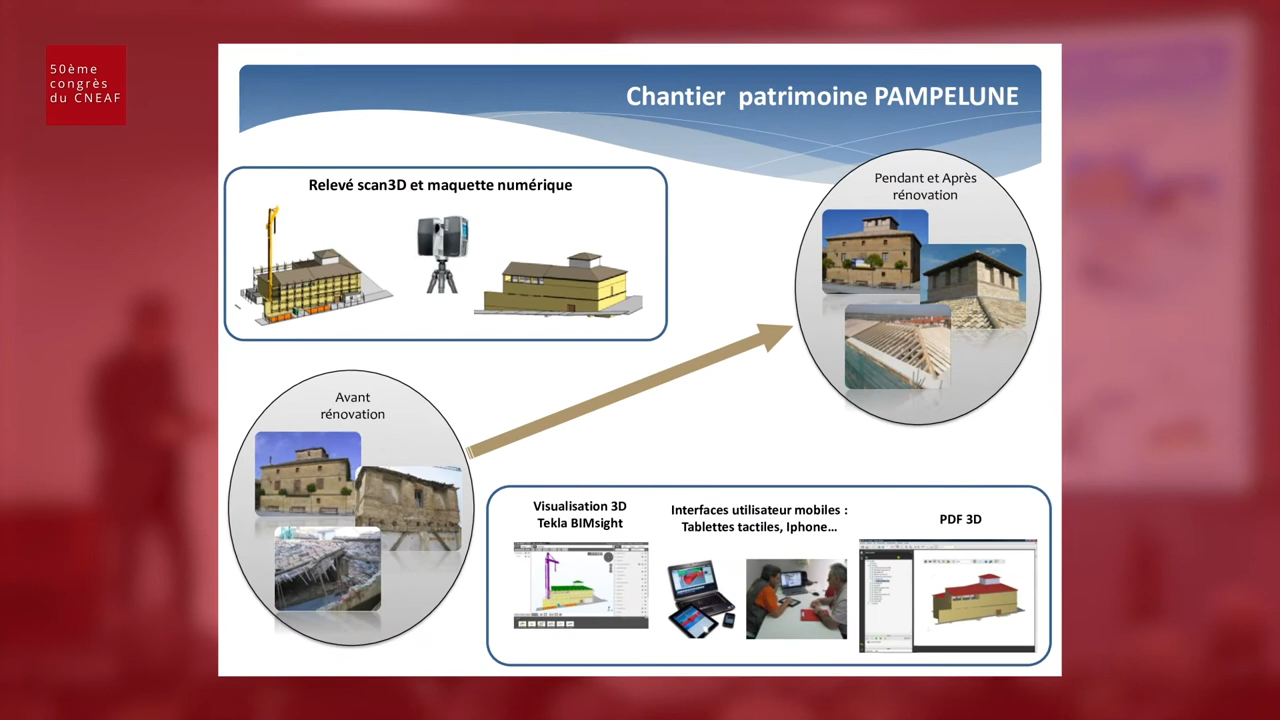 50ème
congrès
du CNEAF
Chantier patrimoine PAMPELUNE
Relevé scan3D et maquette numérique
Pendant et Après
rénovation
Avant
rénovation
Visualisation 3D
Tekla BIMsight
Interfaces utilisateur mobiles :
Tablettes tactiles, Iphone...
PDF 3D